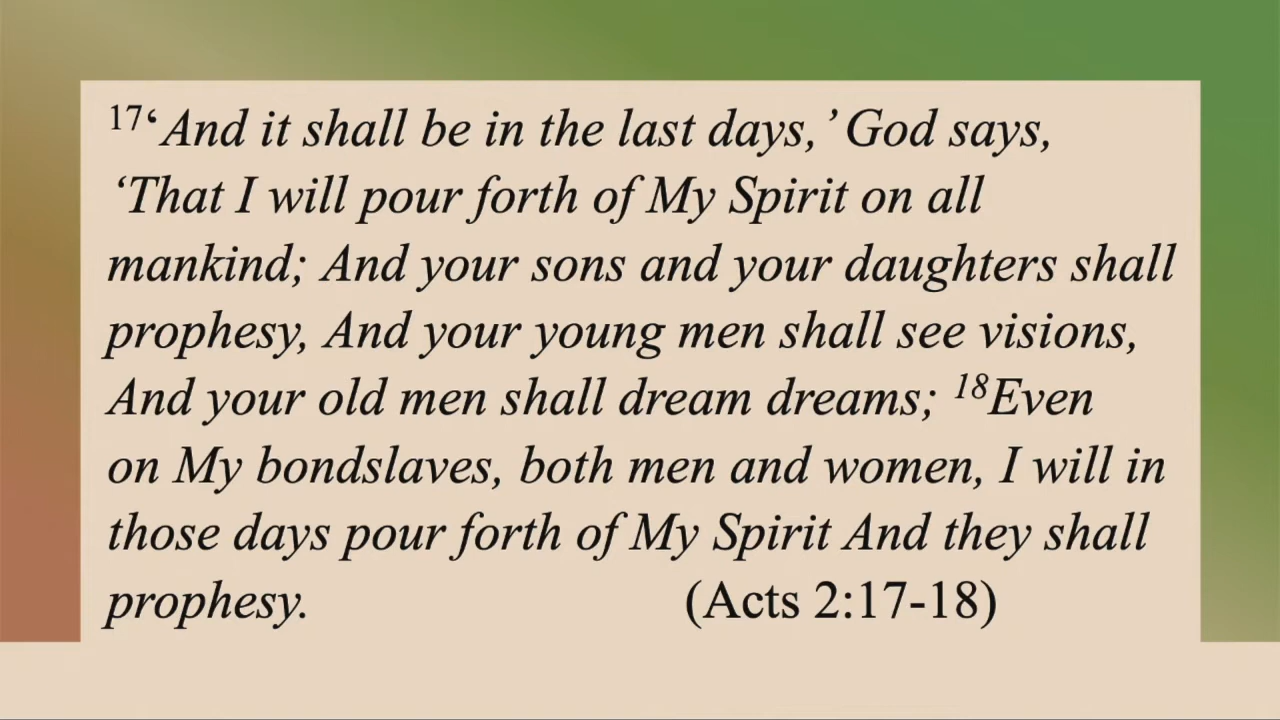 17‘And it shall be in the last days,’ God says,
‘That I will pour forth of My Spirit on all
mankind; And your sons and your daughters shall
prophesy, And your young men shall see visions,
And your old men shall dream dreams; 18Even
on My bondslaves, both men and women, I will in
those days pour forth of My Spirit And they shall
prophesy. (Acts 2:17-18)